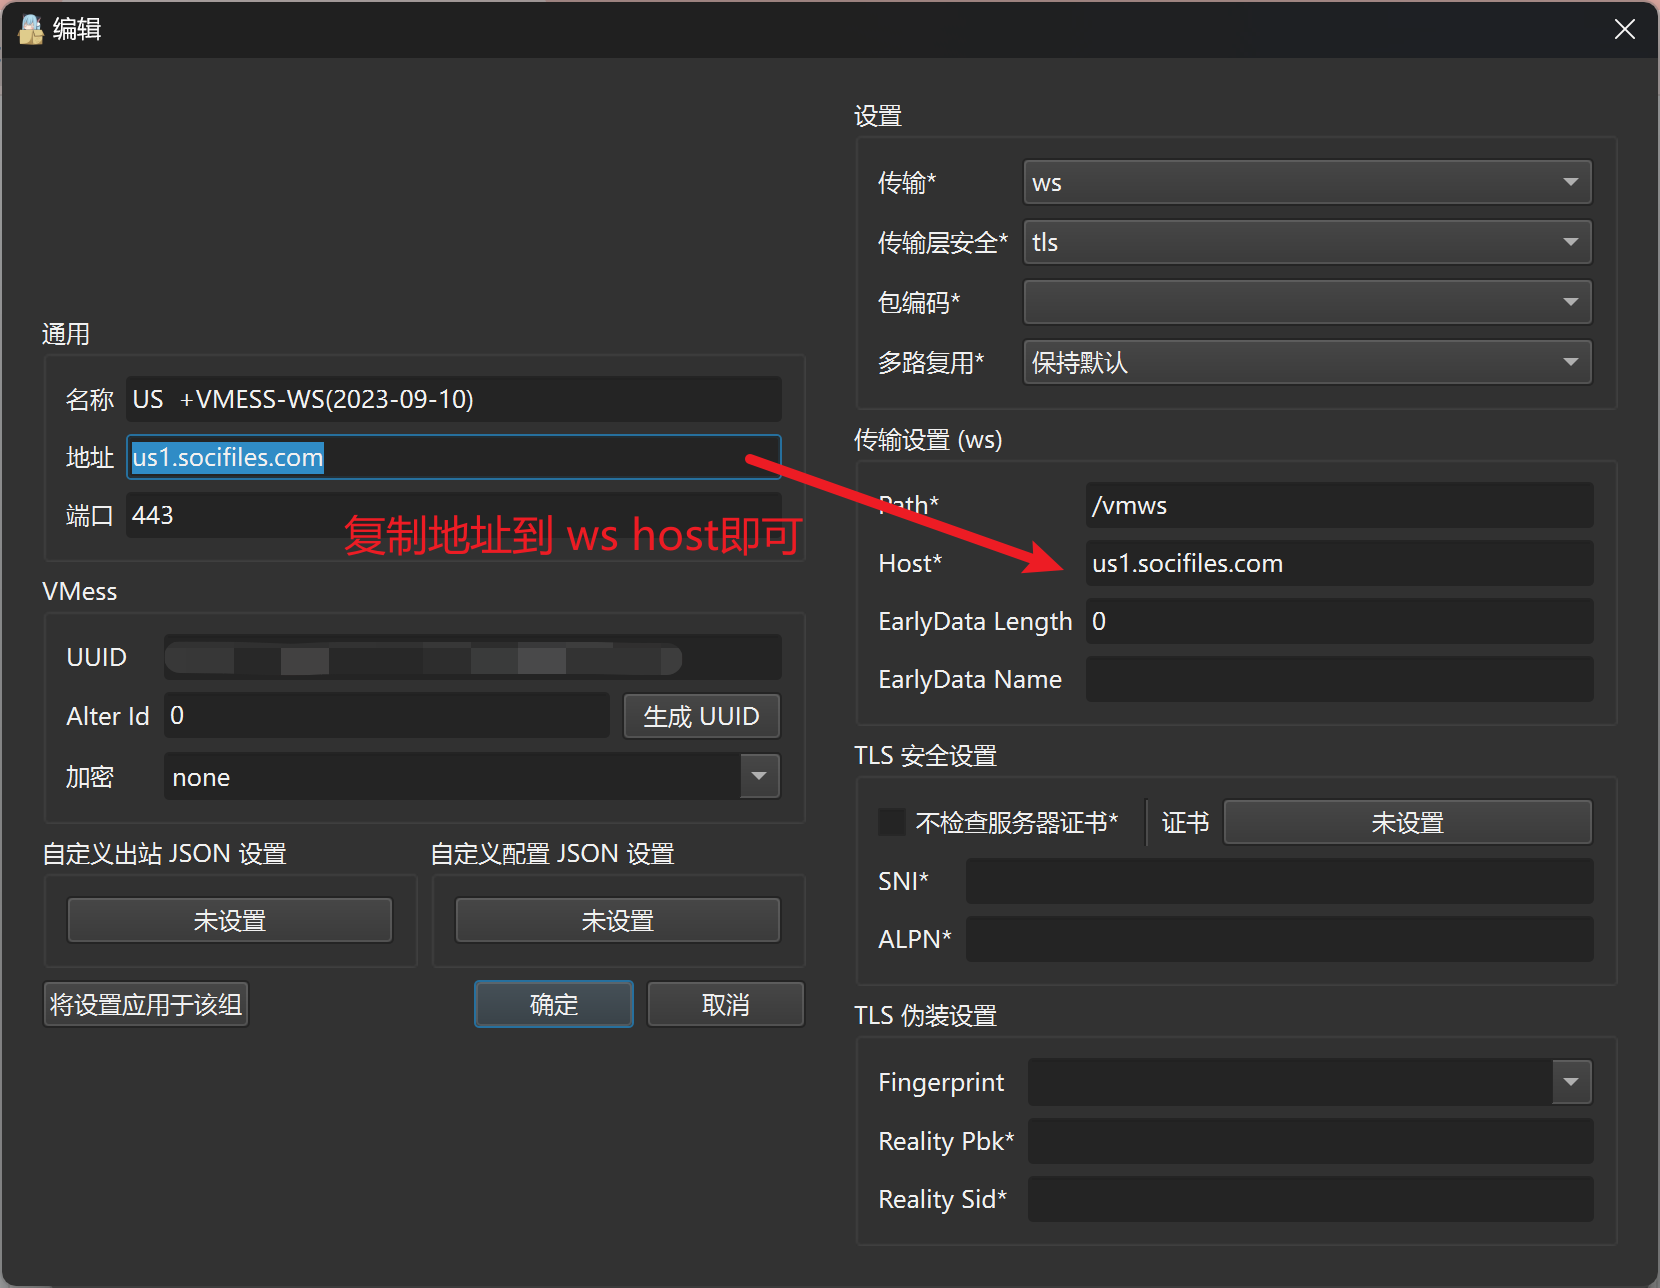 编辑
通用
名称 US +VMESS-WS(2023-09-10)
地址 us1.socifiles.com
端口 443
复制地址到 ws host即可
VMess
UUID
Alter Id 0 生成 UUID
加密 none
自定义出站 JSON 设置
未设置
自定义配置 JSON 设置
未设置
将设置应用于该组 确定 取消
设置
传输* ws
传输层安全* tls
包编码*
多路复用* 保持默认
传输设置 (ws)
Path* /vmws
Host* us1.socifiles.com
EarlyData Length 0
EarlyData Name
TLS 安全设置
不检查服务器证书* 证书 未设置
SNI*
ALPN*
TLS 伪装设置
Fingerprint
Reality Pbk*
Reality Sid*